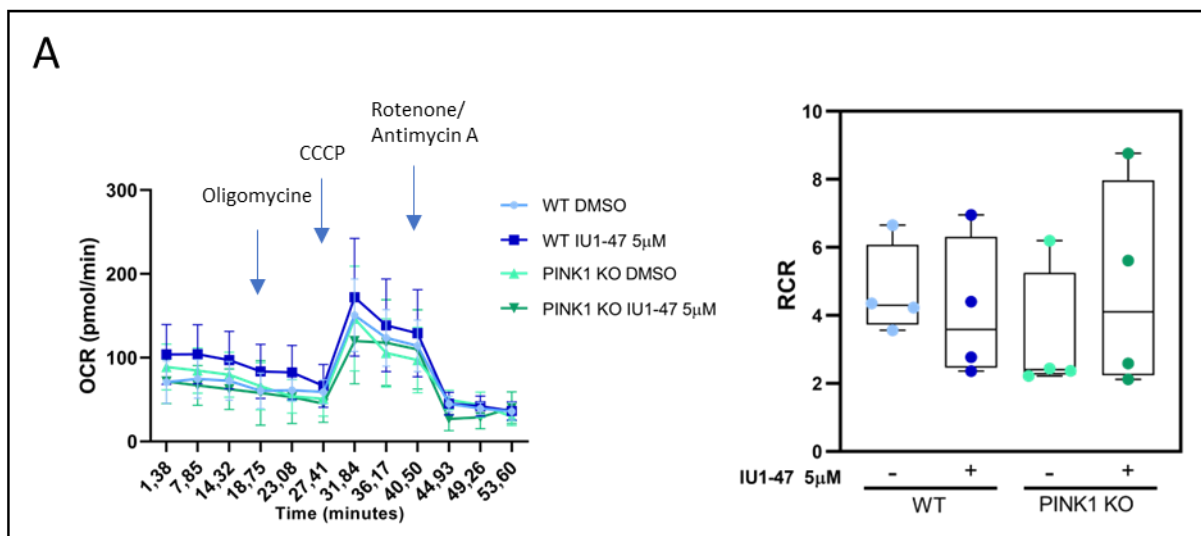 A
Rotenone/
Antimycin A
CCCP
Oligomycine
300
200
100
0
OCR (pmol/min)
1,38
7,85
14,32
18,75
23,08
27,41
31,84
36,17
40,50
44,93
49,26
53,60
Time (minutes)
WT DMSO
WT IU1-47 5μM
PINK1 KO DMSO
PINK1 KO IU1-47 5μM
10
8
6
4
2
0
RCR
IU1-47 5μM - + - +
WT PINK1 KO